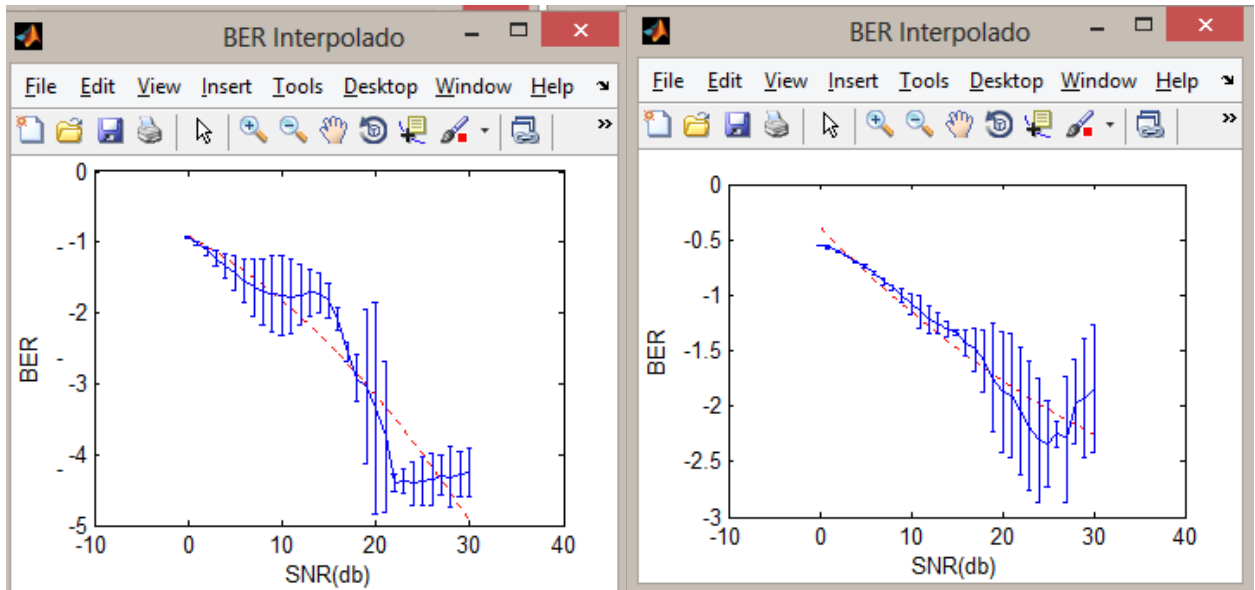 BER Interpolado
File Edit View Insert Tools Desktop Window Help
0
-1
-2
-3
-4
-5
BER
-10 0 10 20 30 40
SNR(db)
BER Interpolado
File Edit View Insert Tools Desktop Window Help
0
-0.5
-1
-1.5
-2
-2.5
-3
BER
-10 0 10 20 30 40
SNR(db)